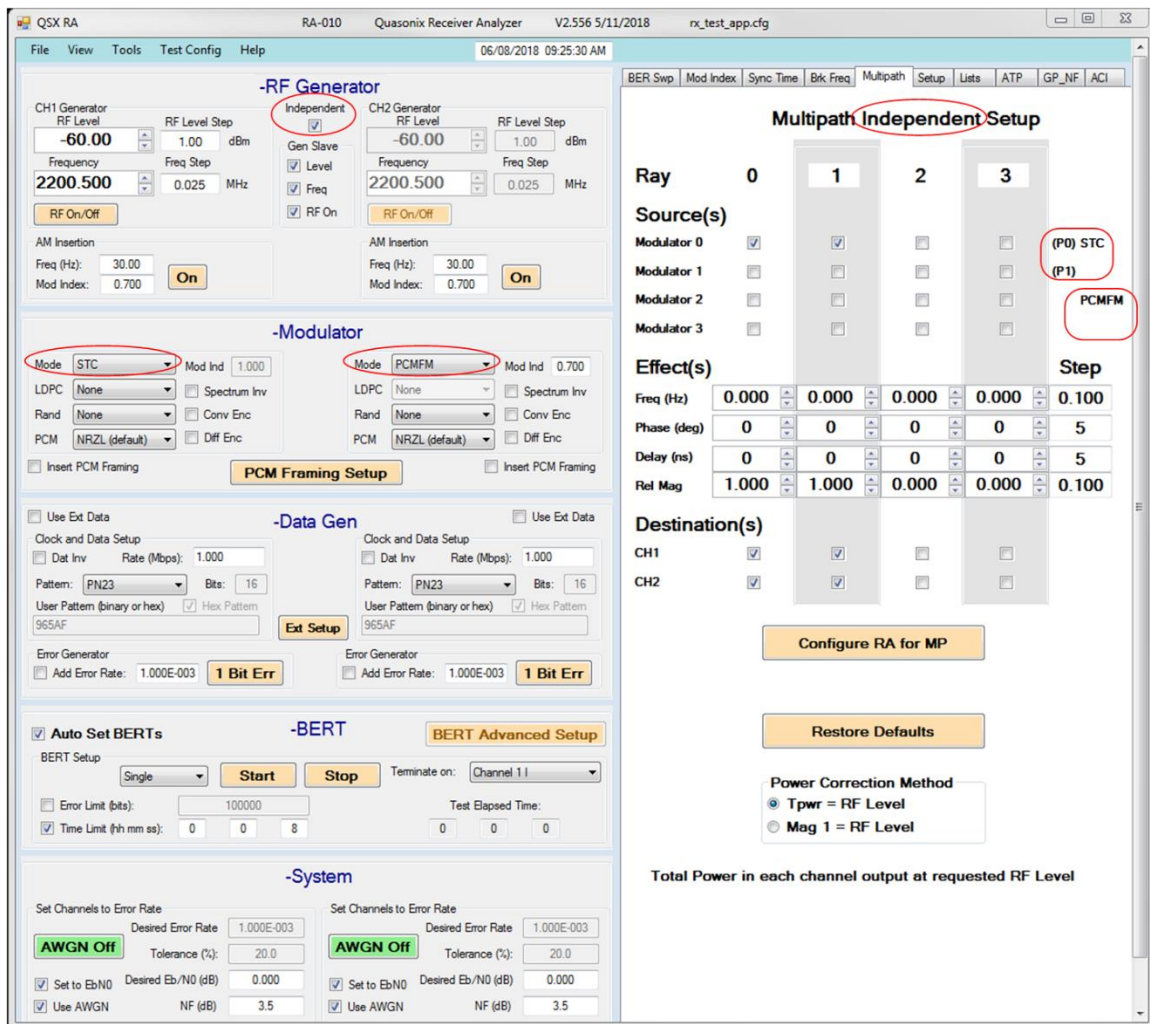 QSX RA RA-010 Quasonix Receiver Analyzer V2.556 5/11/2018 rx_test_app.cfg
File View Tools Test Config Help 06/08/2018 09:25:30 AM
-RF Generator
CH1 Generator
RF Level RF Level Step
-60.00 1.00 dBm
Frequency Freq Step
2200.500 0.025 MHz
RF On/Off
Independent
Gen Slave
Level
Freq
RF On
CH2 Generator
RF Level RF Level Step
-60.00 1.00 dBm
Frequency Freq Step
2200.500 0.025 MHz
RF On/Off
AM Insertion
Freq (Hz): 30.00
Mod Index: 0.700
On
AM Insertion
Freq (Hz): 30.00
Mod Index: 0.700
On
-Modulator
Mode STC Mod Ind 1.000
LDPC None Spectrum Inv
Rand None Conv Enc
PCM NRZL (default) Diff Enc
Insert PCM Framing
PCM Framing Setup
Mode PCMFM Mod Ind 0.700
LDPC None Spectrum Inv
Rand None Conv Enc
PCM NRZL (default) Diff Enc
Insert PCM Framing
-Data Gen
Use Ext Data
Clock and Data Setup
Dat Inv Rate (Mbps): 1.000
Pattern: PN23 Bits: 16
User Pattern (binary or hex) Hex Pattern
965AF
Ext Setup
Use Ext Data
Clock and Data Setup
Dat Inv Rate (Mbps): 1.000
Pattern: PN23 Bits: 16
User Pattern (binary or hex) Hex Pattern
965AF
Error Generator
Add Error Rate: 1.000E-003 1 Bit Err
Error Generator
Add Error Rate: 1.000E-003 1 Bit Err
Auto Set BERTs -BERT BERT Advanced Setup
BERT Setup
Single Start Stop Terminate on: Channel 1 I
Error Limit (bits): 100000 Test Elapsed Time:
Time Limit (hh mm ss): 0 0 8 0 0 0
-System
Set Channels to Error Rate
Desired Error Rate 1.000E-003
AWGN Off Tolerance (%): 20.0
Set to EbN0 Desired Eb/N0 (dB) 0.000
Use AWGN NF (dB) 3.5
Set Channels to Error Rate
Desired Error Rate 1.000E-003
AWGN Off Tolerance (%): 20.0
Set to EbN0 Desired Eb/N0 (dB) 0.000
Use AWGN NF (dB) 3.5
BER Swp Mod Index Sync Time Brk Freq Multipath Setup Lists ATP GP_NF ACI
Multipath Independent Setup
Ray 0 1 2 3
Source(s)
Modulator 0 (P0) STC
Modulator 1 (P1)
Modulator 2 PCMFM
Modulator 3
Effect(s) Step
Freq (Hz) 0.000 0.000 0.000 0.000 0.100
Phase (deg) 0 0 0 0 5
Delay (ns) 0 0 0 0 5
Rel Mag 1.000 1.000 0.000 0.000 0.100
Destination(s)
CH1
CH2
Configure RA for MP
Restore Defaults
Power Correction Method
Tpwr = RF Level
Mag 1 = RF Level
Total Power in each channel output at requested RF Level